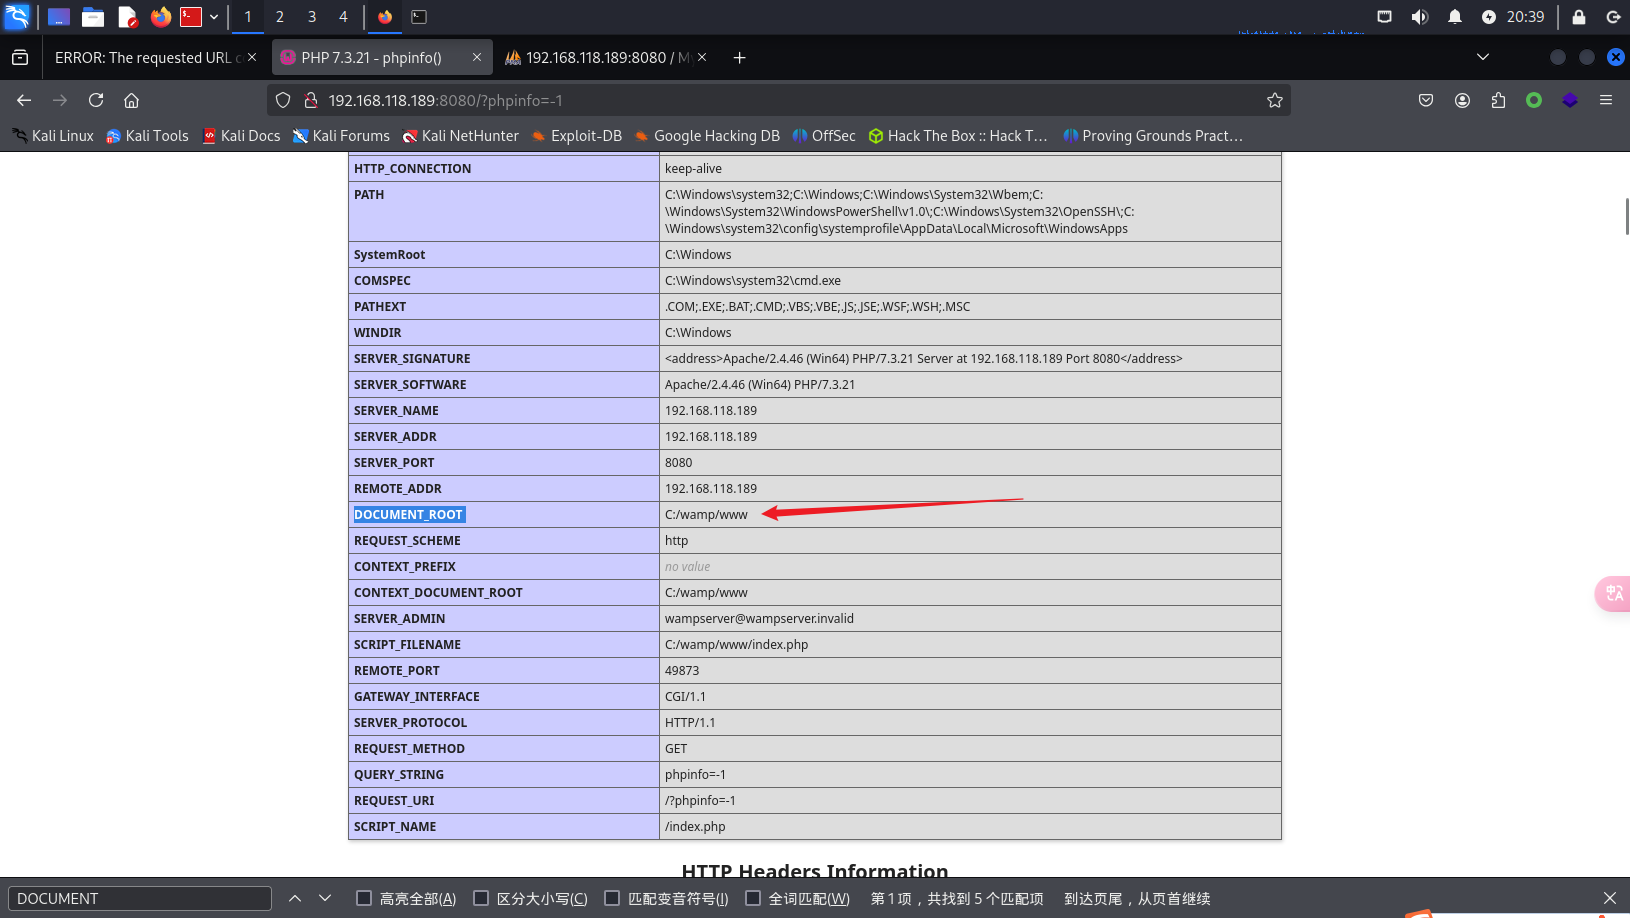 1 2 3 4 20:39
ERROR: The requested URL c PHP 7.3.21 - phpinfo() 192.168.118.189:8080 / M
192.168.118.189:8080/?phpinfo=-1
Kali Linux Kali Tools Kali Docs Kali Forums Kali NetHunter Exploit-DB Google Hacking DB OffSec Hack The Box :: Hack T… Proving Grounds Pract…
HTTP_CONNECTION keep-alive
PATH C:\Windows\system32;C:\Windows;C:\Windows\System32\Wbem;C:
\Windows\System32\WindowsPowerShell\v1.0\;C:\Windows\System32\OpenSSH\;C:
\Windows\system32\config\systemprofile\AppData\Local\Microsoft\WindowsApps
SystemRoot C:\Windows
COMSPEC C:\Windows\system32\cmd.exe
PATHEXT .COM;.EXE;.BAT;.CMD;.VBS;.VBE;.JS;.JSE;.WSF;.WSH;.MSC
WINDIR C:\Windows
SERVER_SIGNATURE <address>Apache/2.4.46 (Win64) PHP/7.3.21 Server at 192.168.118.189 Port 8080</address>
SERVER_SOFTWARE Apache/2.4.46 (Win64) PHP/7.3.21
SERVER_NAME 192.168.118.189
SERVER_ADDR 192.168.118.189
SERVER_PORT 8080
REMOTE_ADDR 192.168.118.189
DOCUMENT_ROOT C:/wamp/www
REQUEST_SCHEME http
CONTEXT_PREFIX no value
CONTEXT_DOCUMENT_ROOT C:/wamp/www
SERVER_ADMIN wampserver@wampserver.invalid
SCRIPT_FILENAME C:/wamp/www/index.php
REMOTE_PORT 49873
GATEWAY_INTERFACE CGI/1.1
SERVER_PROTOCOL HTTP/1.1
REQUEST_METHOD GET
QUERY_STRING phpinfo=-1
REQUEST_URI /?phpinfo=-1
SCRIPT_NAME /index.php
HTTP Headers Information
DOCUMENT 高亮全部(A) 区分大小写(C) 匹配变音符号(I) 全词匹配(W) 第 1 项，共找到 5 个匹配项 到达页尾，从页首继续